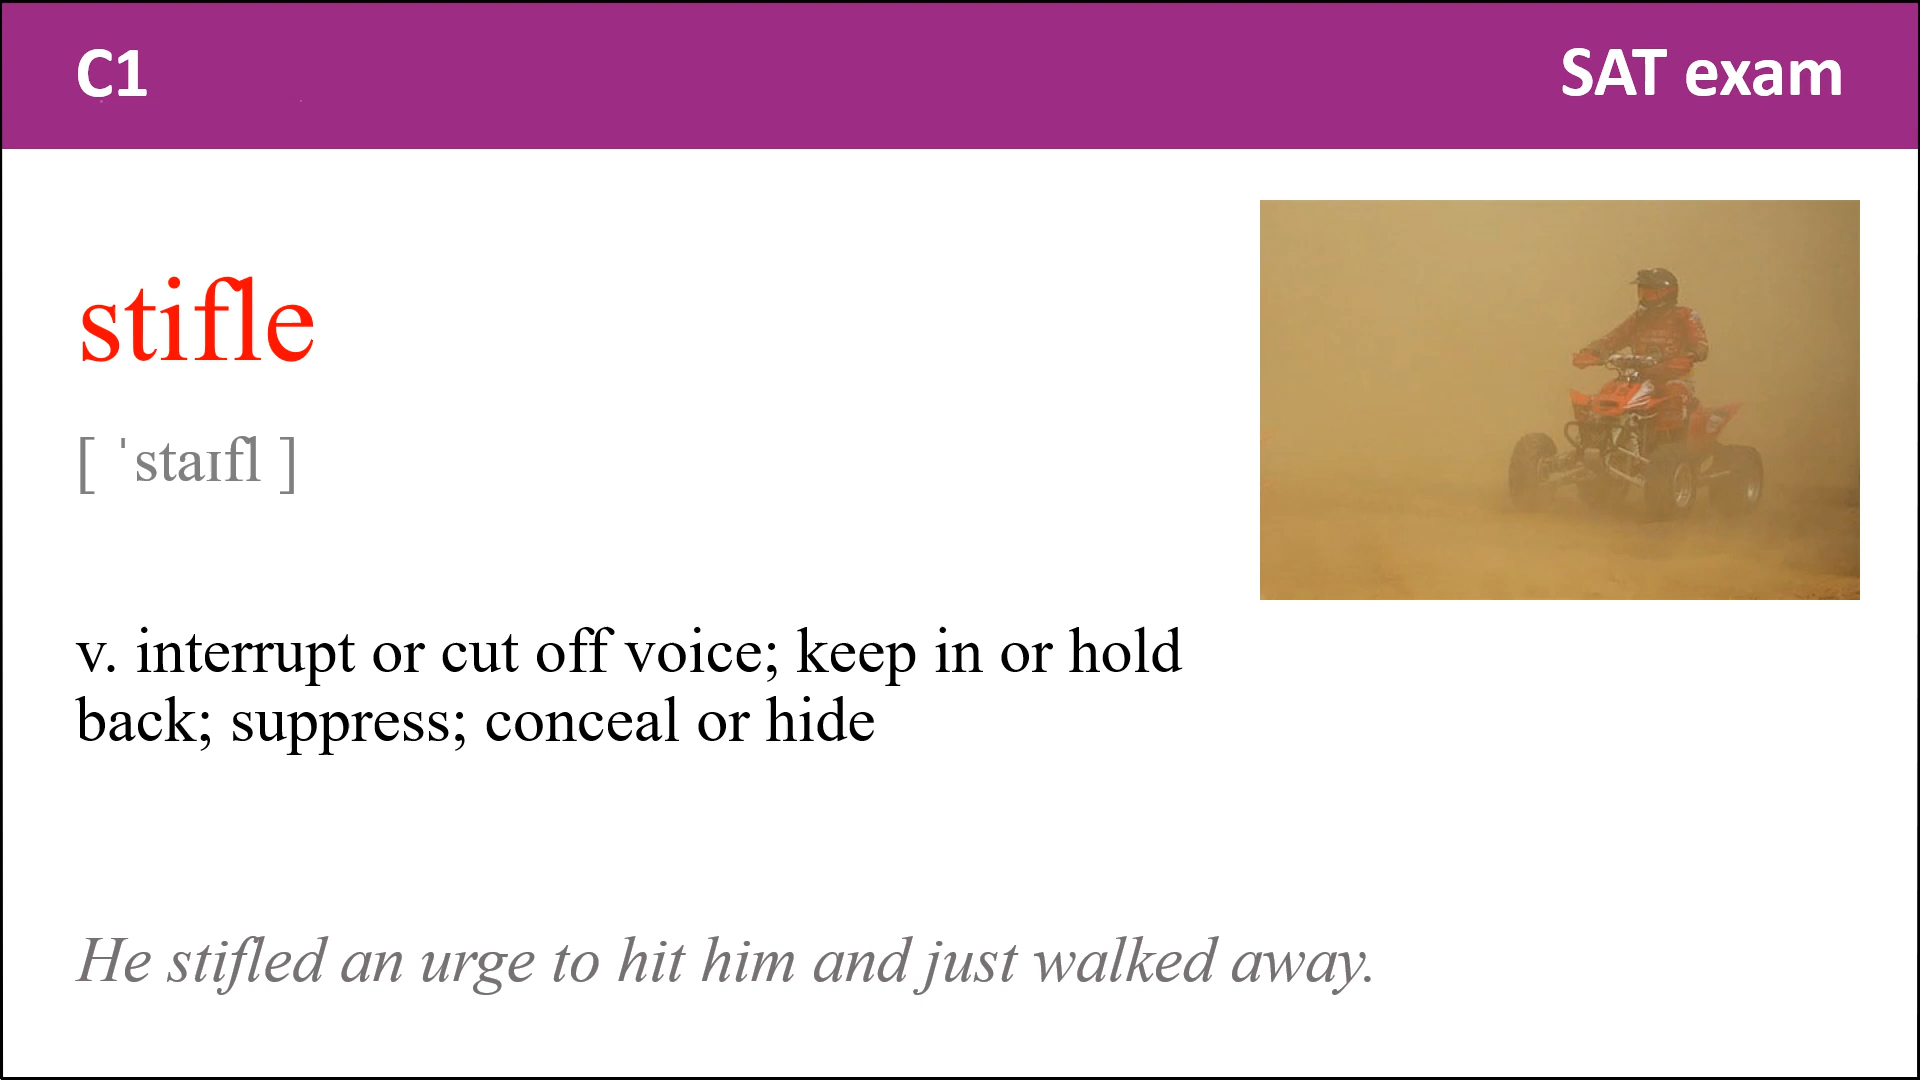 C1
SAT exam
stifle
[ ˈstaɪfl ]
v. interrupt or cut off voice; keep in or hold
back; suppress; conceal or hide
He stifled an urge to hit him and just walked away.